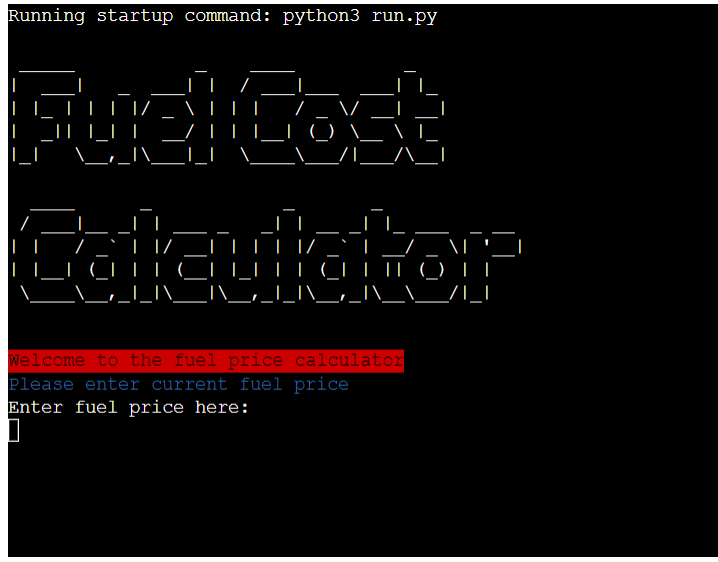 Running startup command: python3 run.py
Fuel Cost
Calculator
Welcome to the fuel price calculator
Please enter current fuel price
Enter fuel price here: